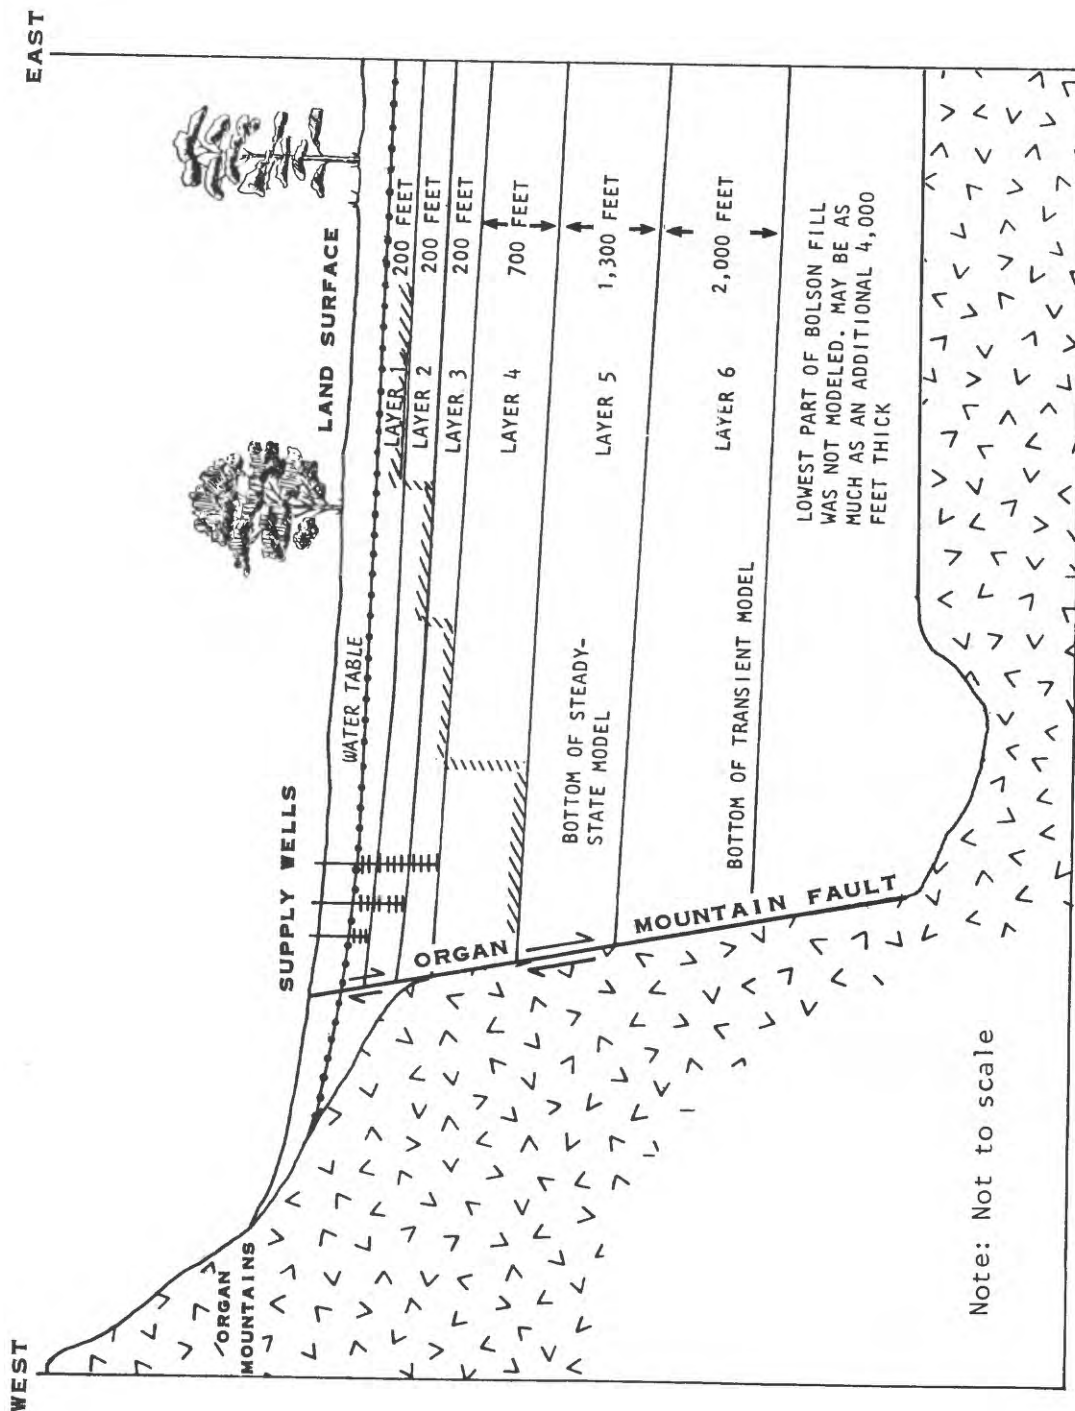 WEST
EAST
ORGAN
MOUNTAINS
SUPPLY WELLS
LAND SURFACE
WATER TABLE
LAYER 1
200 FEET
LAYER 2
200 FEET
LAYER 3
200 FEET
LAYER 4
700 FEET
BOTTOM OF STEADY-
STATE MODEL
LAYER 5
1,300 FEET
BOTTOM OF TRANSIENT MODEL
LAYER 6
2,000 FEET
ORGAN MOUNTAIN FAULT
LOWEST PART OF BOLSON FILL
WAS NOT MODELED. MAY BE AS
MUCH AS AN ADDITIONAL 4,000
FEET THICK
Note: Not to scale